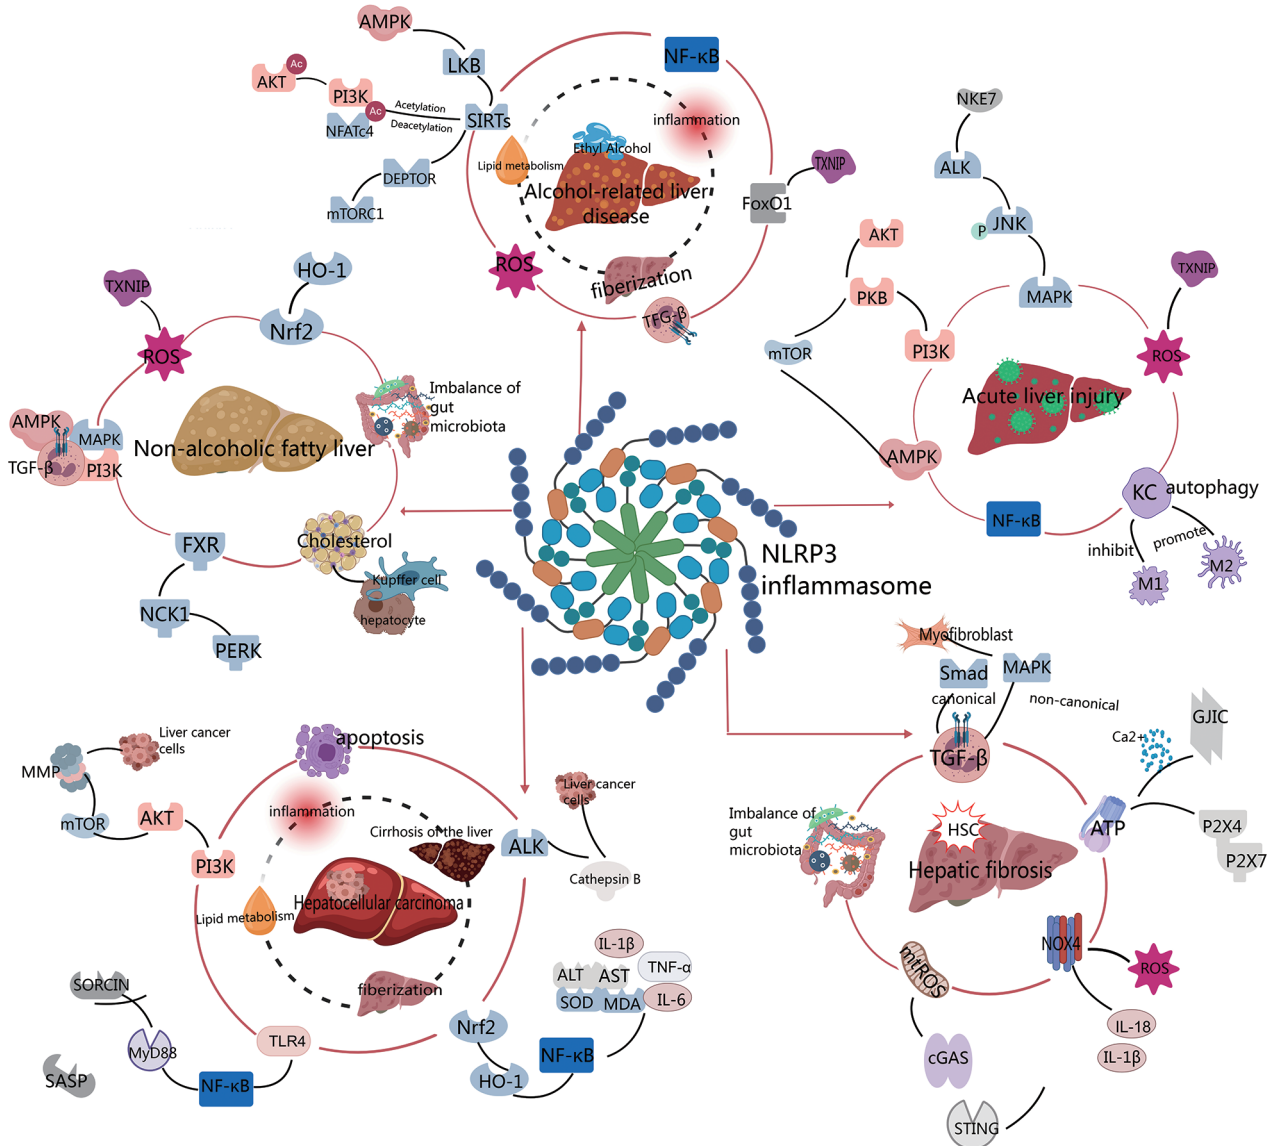 AMPK
LKB
AKT
Ac
PI3K
Ac
NFATc4
Acetylation
Deacetylation
SIRTs
DEPTOR
mTORC1
NF-κB
inflammation
Ethyl Alcohol
Lipid metabolism
Alcohol-related liver
disease
TXNIP
FoxO1
ROS
fiberization
TFG-β
NKE7
ALK
P
JNK
MAPK
AKT
PKB
mTOR
PI3K
TXNIP
ROS
Acute liver injury
AMPK
NF-κB
KC
autophagy
inhibit
promote
M1
M2
TXNIP
HO-1
ROS
Nrf2
Imbalance of
gut
microbiota
AMPK
MAPK
TGF-β
PI3K
Non-alcoholic fatty liver
FXR
Cholesterol
Kupffer cell
hepatocyte
NCK1
PERK
NLRP3
inflammasome
Myofibroblast
Smad
MAPK
canonical
non-canonical
TGF-β
GJIC
Ca2+
Imbalance of
gut
microbiota
HSC
ATP
P2X4
P2X7
Hepatic fibrosis
NOX4
ROS
mtROS
IL-18
IL-1β
cGAS
STING
apoptosis
Liver cancer
cells
MMP
mTOR
AKT
PI3K
inflammation
Cirrhosis of the liver
Liver cancer
cells
ALK
Cathepsin B
Lipid metabolism
Hepatocellular carcinoma
fiberization
IL-1β
ALT
AST
TNF-α
SOD
MDA
IL-6
SORCIN
MyD88
TLR4
SASP
NF-κB
Nrf2
HO-1
NF-κB